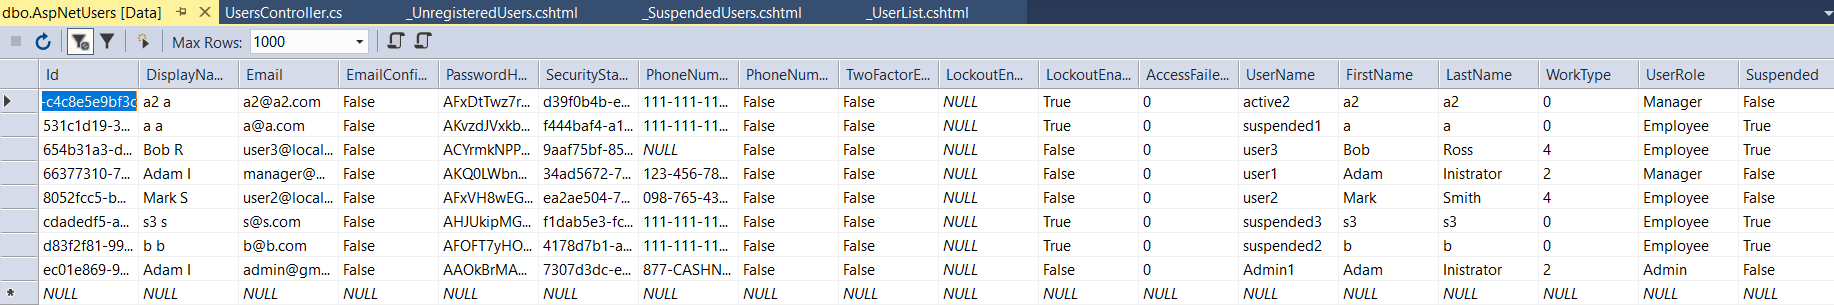 dbo.AspNetUsers [Data] UsersController.cs _UnregisteredUsers.cshtml _SuspendedUsers.cshtml _UserList.cshtml
Max Rows: 1000
Id DisplayNa... Email EmailConfi... PasswordH... SecuritySta... PhoneNum... PhoneNum... TwoFactorE... LockoutEn... LockoutEna... AccessFaile... UserName FirstName LastName WorkType UserRole Suspended
-c4c8e5e9bf3c a2 a a2@a2.com False AFxDtTwz7r... d39f0b4b-e... 111-111-11... False False NULL True 0 active2 a2 a2 0 Manager False
531c1d19-3... a a a@a.com False AKvzdJVxkb... f444baf4-a1... 111-111-11... False False NULL True 0 suspended1 a a 0 Employee True
654b31a3-d... Bob R user3@local... False ACYrmkNPP... 9aaf75bf-85... NULL False False NULL False 0 user3 Bob Ross 4 Employee True
66377310-7... Adam I manager@... False AKQ0LWbn... 34ad5672-7... 123-456-78... False False NULL False 0 user1 Adam Inistrator 2 Manager False
8052fcc5-b... Mark S user2@local... False AFxVH8wEG... ea2ae504-7... 098-765-43... False False NULL False 0 user2 Mark Smith 4 Employee False
cdadedf5-a... s3 s s@s.com False AHJUkipMG... f1dab5e3-fc... 111-111-11... False False NULL True 0 suspended3 s3 s3 0 Employee True
d83f2f81-99... b b b@b.com False AFOFT7yHO... 4178d7b1-a... 111-111-11... False False NULL True 0 suspended2 b b 0 Employee True
ec01e869-9... Adam I admin@gm... False AAOkBrMA... 7307d3dc-e... 877-CASHN... False False NULL False 0 Admin1 Adam Inistrator 2 Admin False
NULL NULL NULL NULL NULL NULL NULL NULL NULL NULL NULL NULL NULL NULL NULL NULL NULL NULL